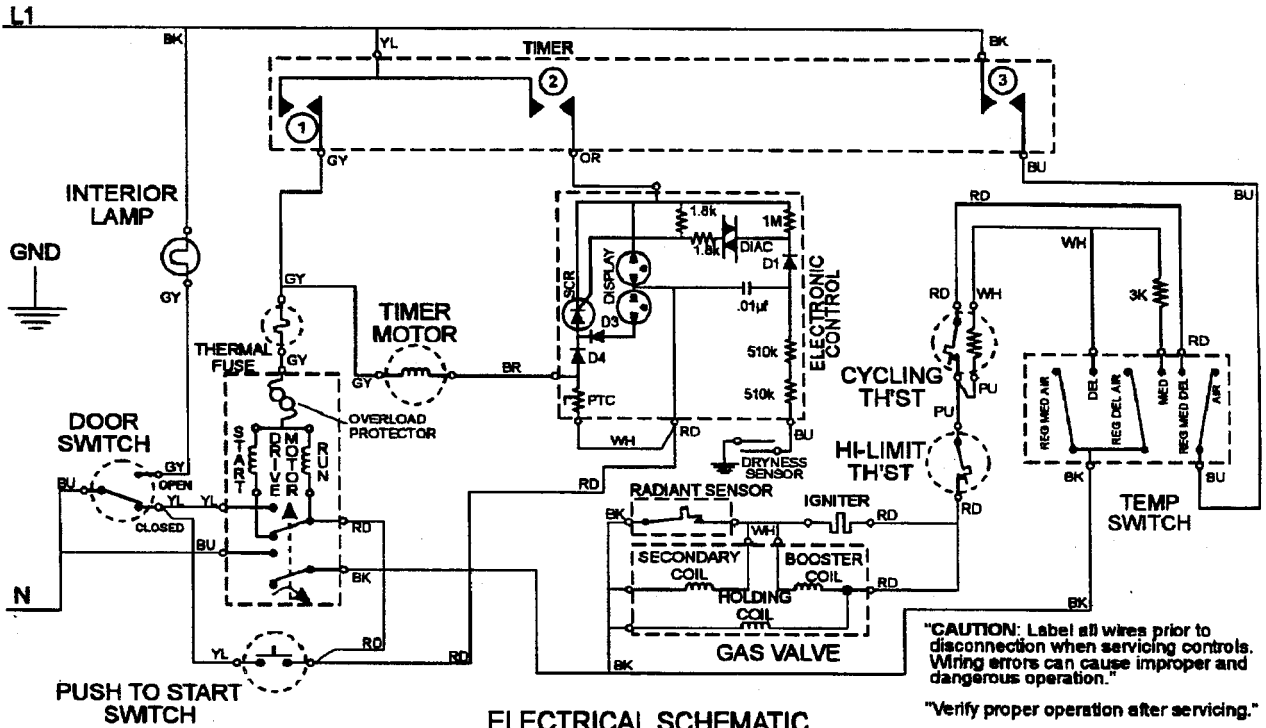 L1
BK
YL
TIMER
BK
1
2
3
GY
OR
BU
BU
INTERIOR
LAMP
GND
GY
RD
WH
1.8k
1M
1.8k
DIAC
D1
DISPLAY
SCR
.01µf
D3
D4
510k
510k
PTC
ELECTRONIC
CONTROL
GY
TIMER
MOTOR
THERMAL
FUSE
GY
GY
BR
OVERLOAD
PROTECTOR
RD
WH
3K
RD
CYCLING
TH'ST
PU
PU
HI-LIMIT
TH'ST
RD
REG MED AIR
DEL
REG DEL AIR
MED
REG MED DEL
AIR
BK
BU
TEMP
SWITCH
DOOR
SWITCH
BU
GY
OPEN
YL
YL
CLOSED
START
DRIVE
MOTOR
RUN
BU
RD
BK
WH
RD
BU
DRYNESS
SENSOR
RD
RADIANT SENSOR
IGNITER
BK
WH
RD
SECONDARY
COIL
BOOSTER
COIL
RD
HOLDING
COIL
GAS VALVE
BK
BK
N
YL
RD
RD
PUSH TO START
SWITCH
"CAUTION: Label all wires prior to
disconnection when servicing controls.
Wiring errors can cause improper and
dangerous operation."
"Verify proper operation after servicing."
ELECTRICAL SCHEMATIC